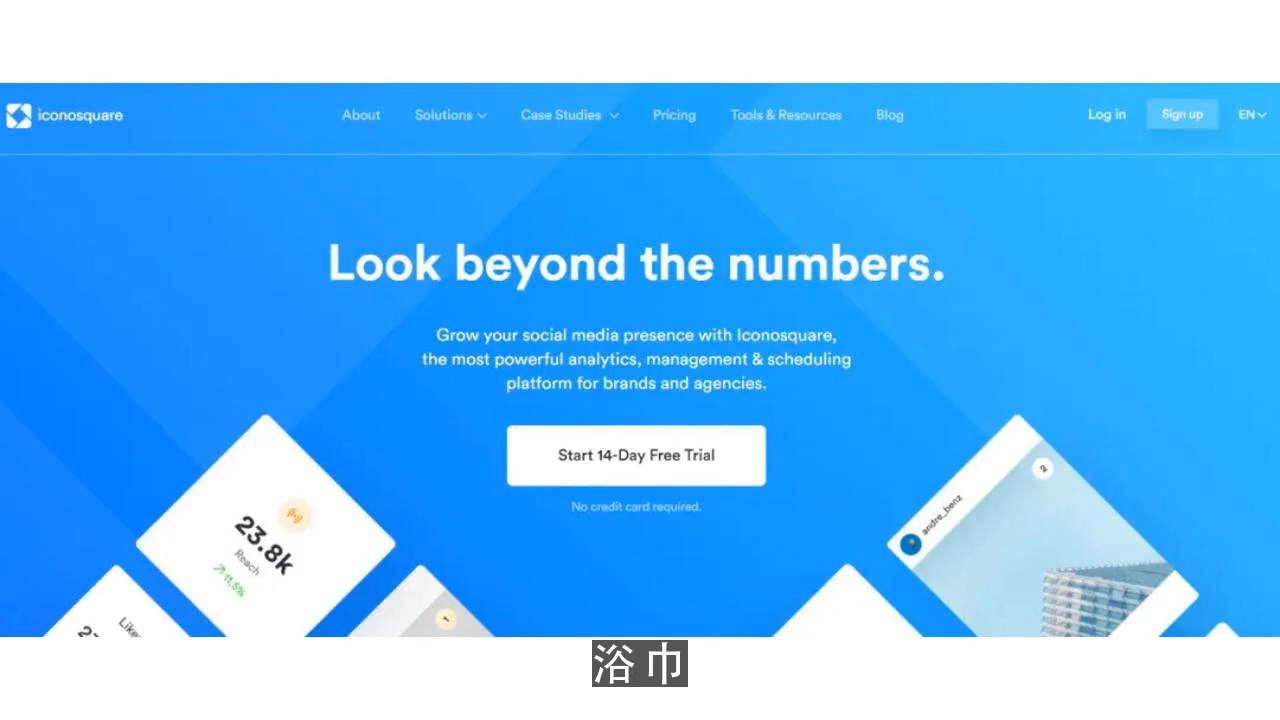 iconosquare
About
Solutions
Case Studies
Pricing
Tools & Resources
Blog
Log in
Sign up
EN
Look beyond the numbers.
Grow your social media presence with Iconosquare,
the most powerful analytics, management & scheduling
platform for brands and agencies.
Start 14-Day Free Trial
No credit card required.
23.8k
Reach
11,5%
andre_benz
2
1
浴巾